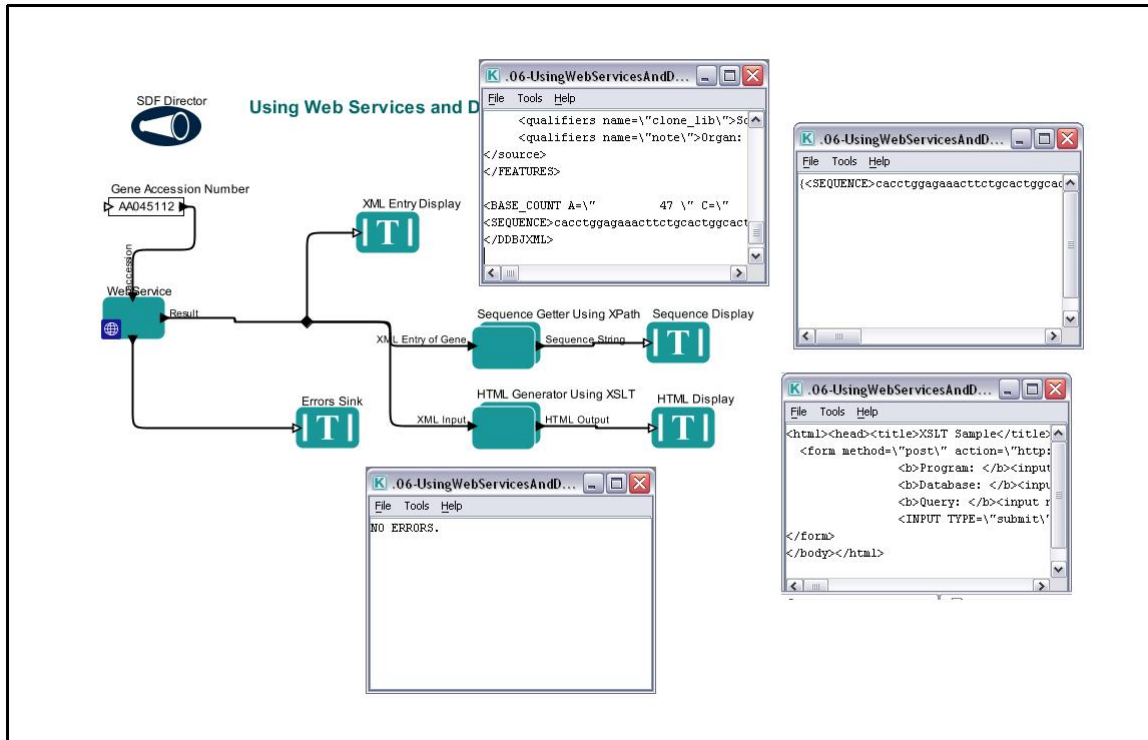 SDF Director
Using Web Services and D
Gene Accession Number
AA045112
XML Entry Display
T
Accession
WebService
Result
XML Entry of Gene
Sequence Getter Using XPath
Sequence String
Sequence Display
T
XML Input
HTML Generator Using XSLT
HTML Output
HTML Display
T
Errors Sink
T
K .06-UsingWebServicesAndD...
File Tools Help
<qualifiers name=\"clone_lib\">So
<qualifiers name=\"note\">Organ:
</source>
</FEATURES>
<BASE_COUNT A=\" 47 \" C=\"
<SEQUENCE>cacctggagaaacttctgcactggcact
</DDBJXML>
K .06-UsingWebServicesAndD...
File Tools Help
{<SEQUENCE>cacctggagaaacttctgcactggcac
K .06-UsingWebServicesAndD...
File Tools Help
<html><head><title>XSLT Sample</title>
<form method=\"post\" action=\"http:
<b>Program: </b><input
<b>Database: </b><inpu
<b>Query: </b><input r
<INPUT TYPE=\"submit\"
</form>
</body></html>
K .06-UsingWebServicesAndD...
File Tools Help
NO ERRORS.